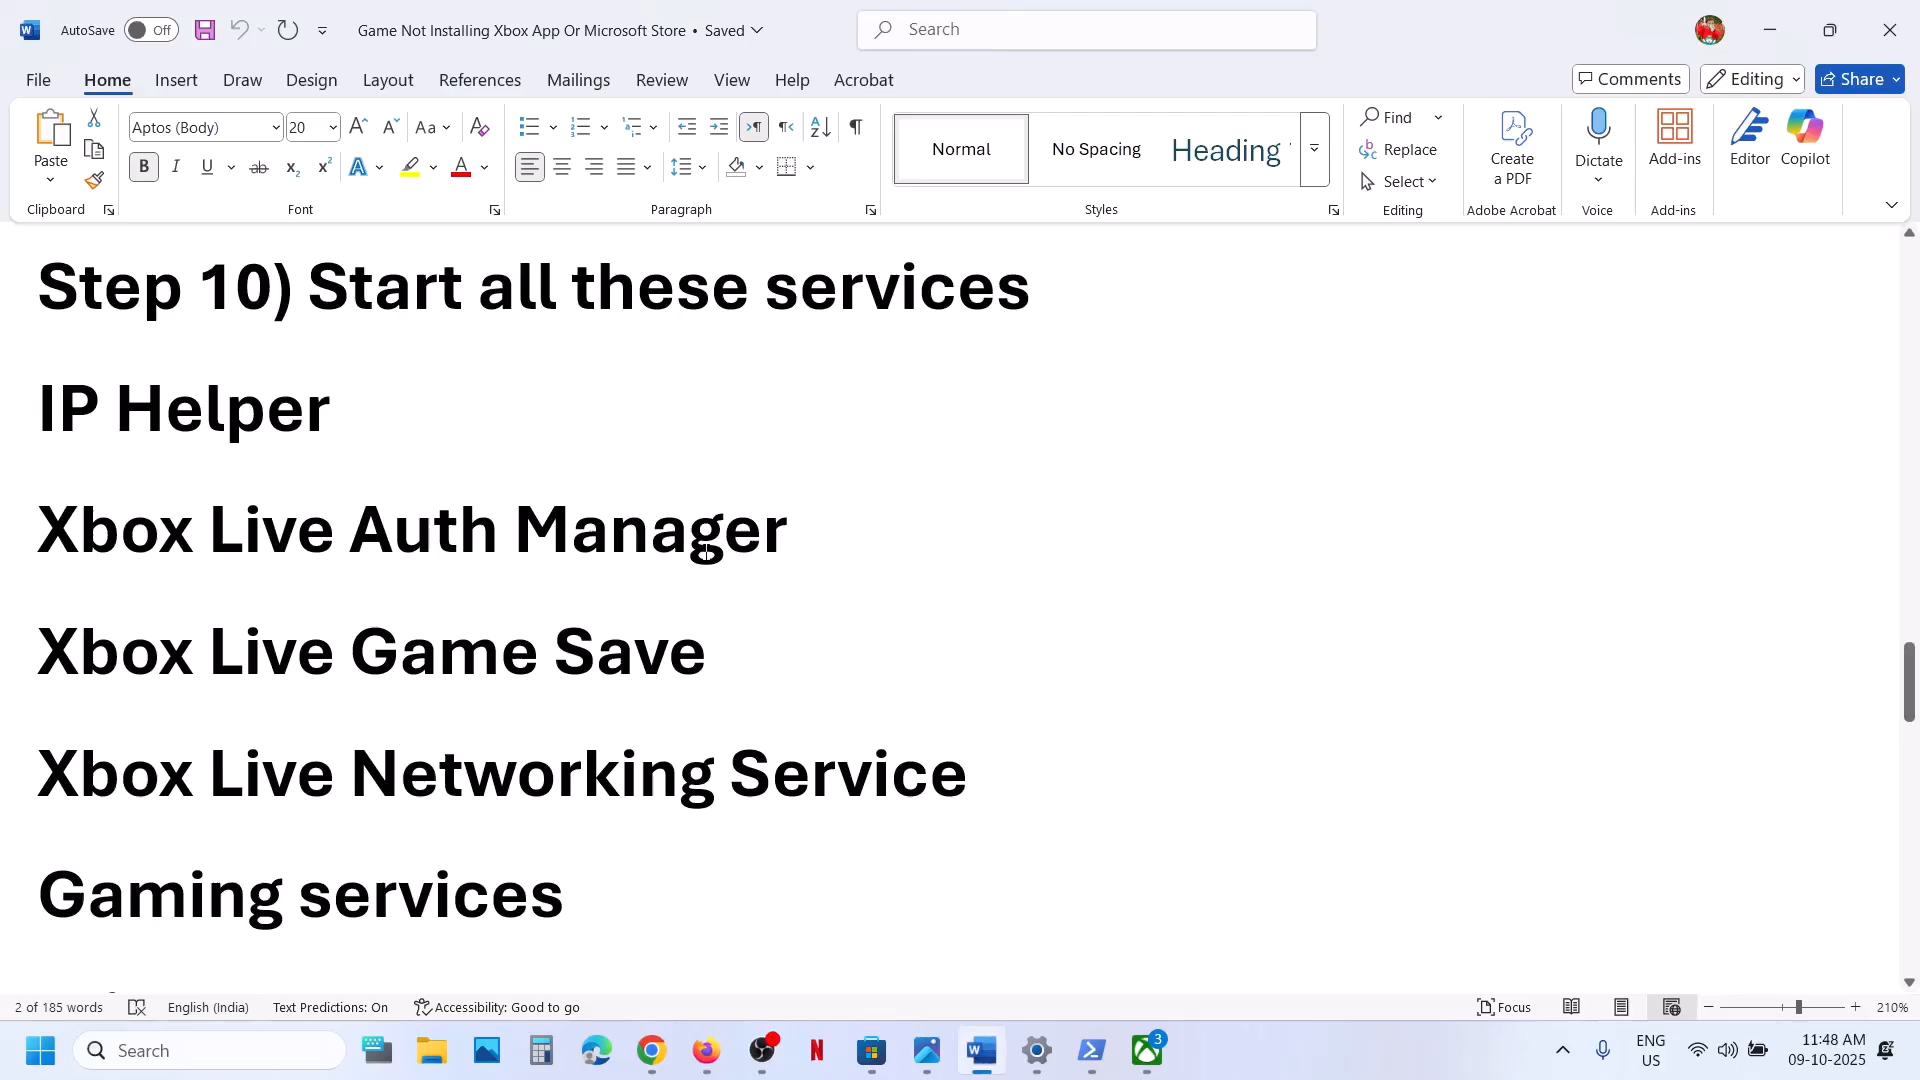 AutoSave
Off
Game Not Installing Xbox App Or Microsoft Store • Saved
Search
File
Home
Insert
Draw
Design
Layout
References
Mailings
Review
View
Help
Acrobat
Comments
Editing
Share
Paste
Clipboard
Aptos (Body)
20
Font
Paragraph
Normal
No Spacing
Heading
Styles
Find
Replace
Select
Editing
Create
a PDF
Adobe Acrobat
Dictate
Voice
Add-ins
Add-ins
Editor
Copilot
Step 10) Start all these services
IP Helper
Xbox Live Auth Manager
Xbox Live Game Save
Xbox Live Networking Service
Gaming services
2 of 185 words
English (India)
Text Predictions: On
Accessibility: Good to go
Focus
210%
Search
3
ENG
US
11:48 AM
09-10-2025